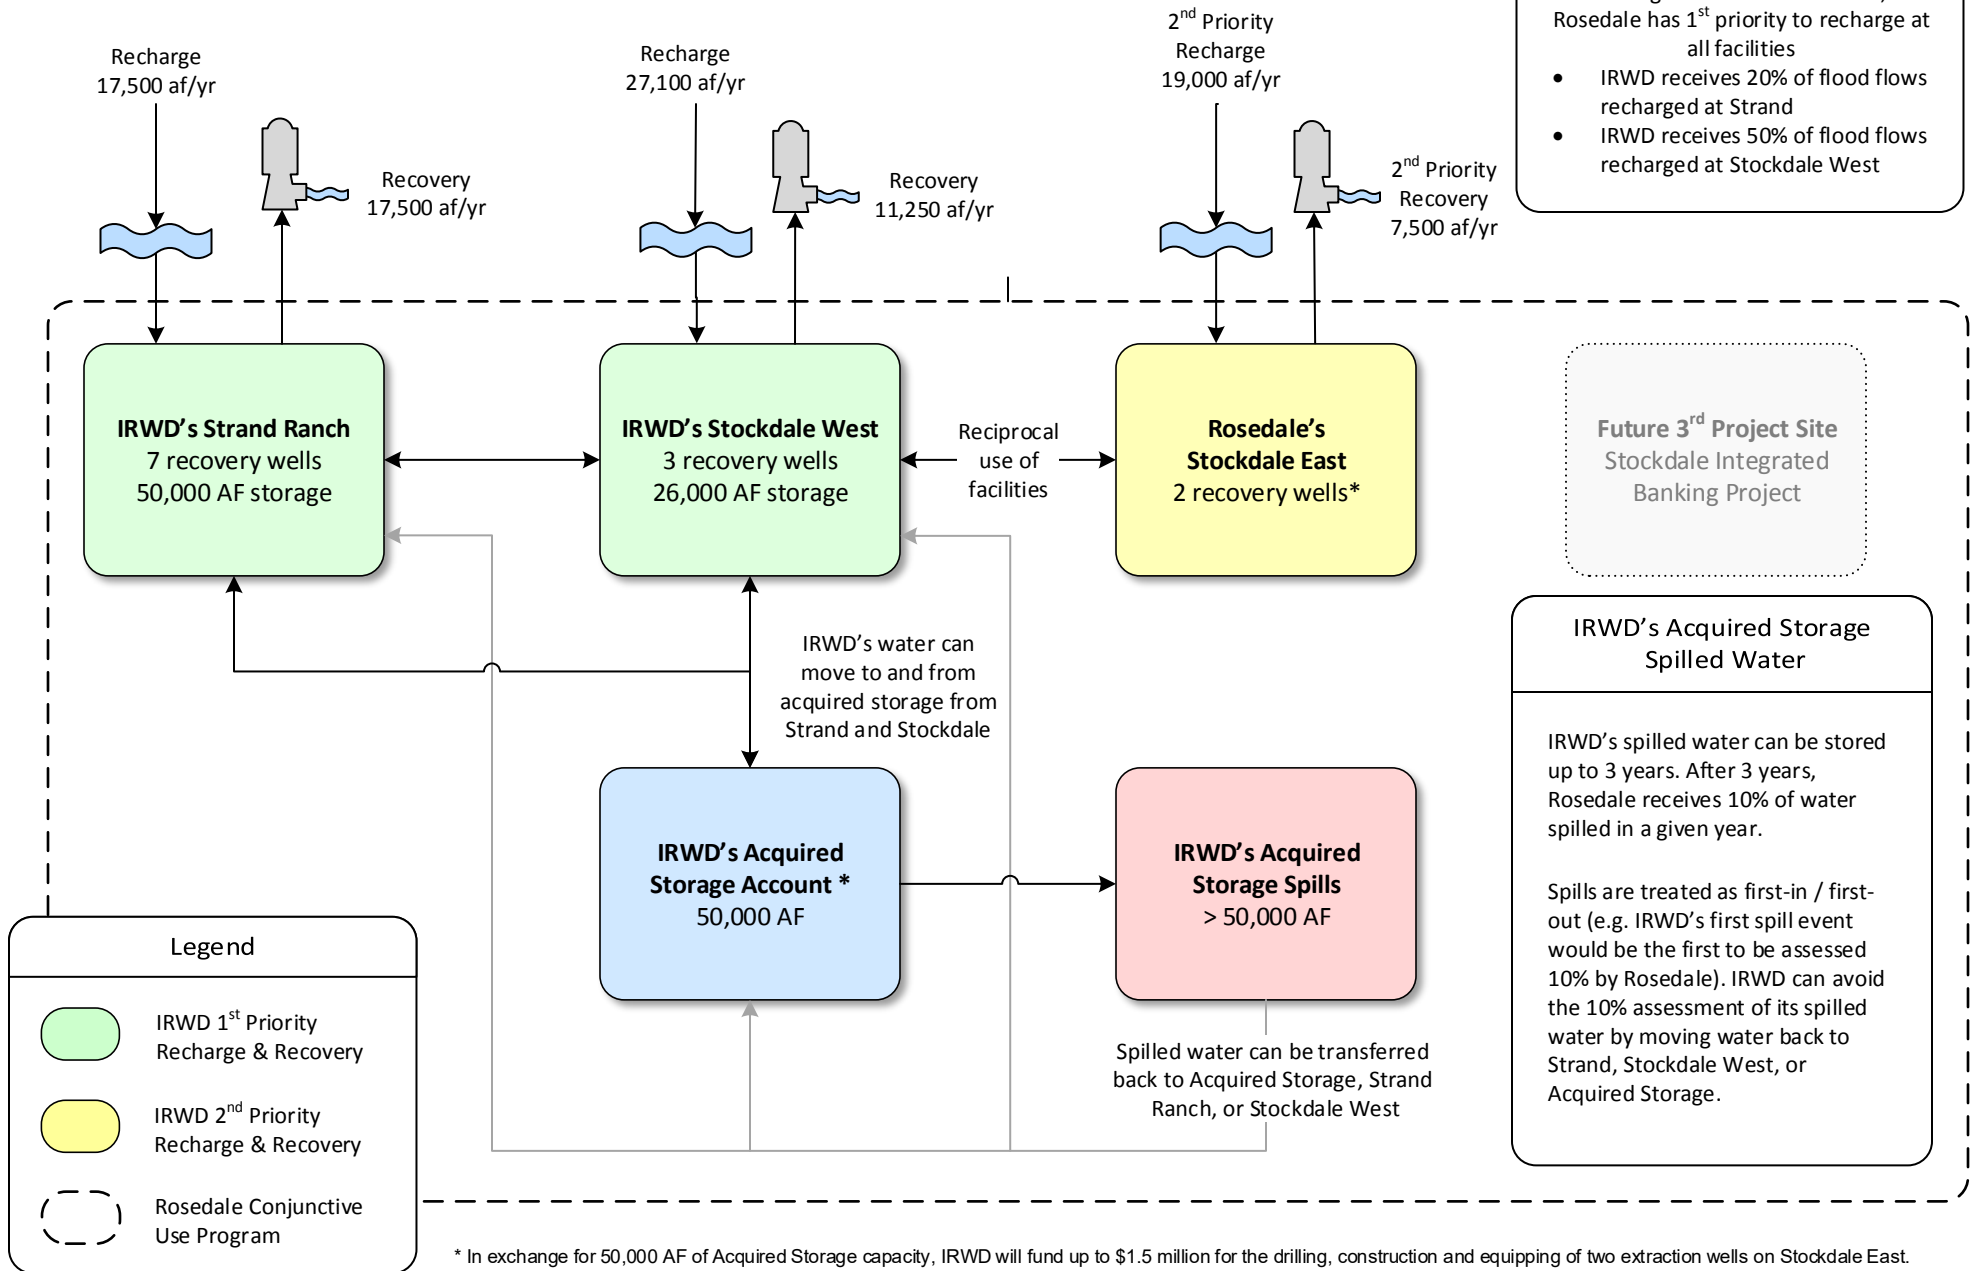 Rosedale has 1st priority to recharge at
all facilities
• IRWD receives 20% of flood flows
recharged at Strand
• IRWD receives 50% of flood flows
recharged at Stockdale West
Recharge
17,500 af/yr
Recovery
17,500 af/yr
Recharge
27,100 af/yr
Recovery
11,250 af/yr
2nd Priority
Recharge
19,000 af/yr
2nd Priority
Recovery
7,500 af/yr
IRWD's Strand Ranch
7 recovery wells
50,000 AF storage
IRWD's Stockdale West
3 recovery wells
26,000 AF storage
Reciprocal
use of
facilities
Rosedale's
Stockdale East
2 recovery wells*
Future 3rd Project Site
Stockdale Integrated
Banking Project
IRWD's water can
move to and from
acquired storage from
Strand and Stockdale
IRWD's Acquired
Storage Account *
50,000 AF
IRWD's Acquired
Storage Spills
> 50,000 AF
Spilled water can be transferred
back to Acquired Storage, Strand
Ranch, or Stockdale West
IRWD's Acquired Storage
Spilled Water
IRWD's spilled water can be stored
up to 3 years. After 3 years,
Rosedale receives 10% of water
spilled in a given year.
Spills are treated as first-in / first-
out (e.g. IRWD's first spill event
would be the first to be assessed
10% by Rosedale). IRWD can avoid
the 10% assessment of its spilled
water by moving water back to
Strand, Stockdale West, or
Acquired Storage.
Legend
IRWD 1st Priority
Recharge & Recovery
IRWD 2nd Priority
Recharge & Recovery
Rosedale Conjunctive
Use Program
* In exchange for 50,000 AF of Acquired Storage capacity, IRWD will fund up to $1.5 million for the drilling, construction and equipping of two extraction wells on Stockdale East.